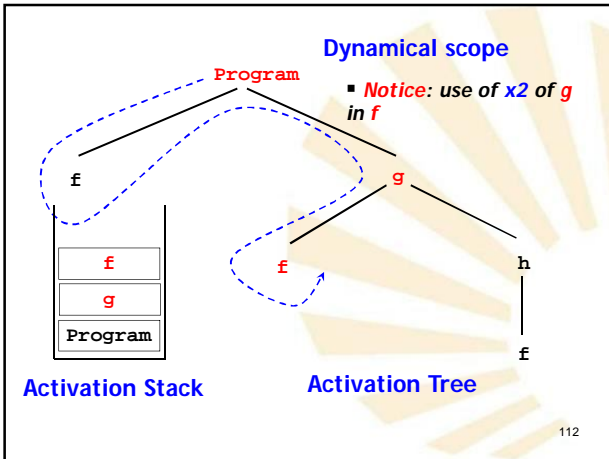 Dynamical scope
Program
▪ Notice: use of x2 of g
in f
f
g
f
h
f
g
Program
f
Activation Stack
Activation Tree
112